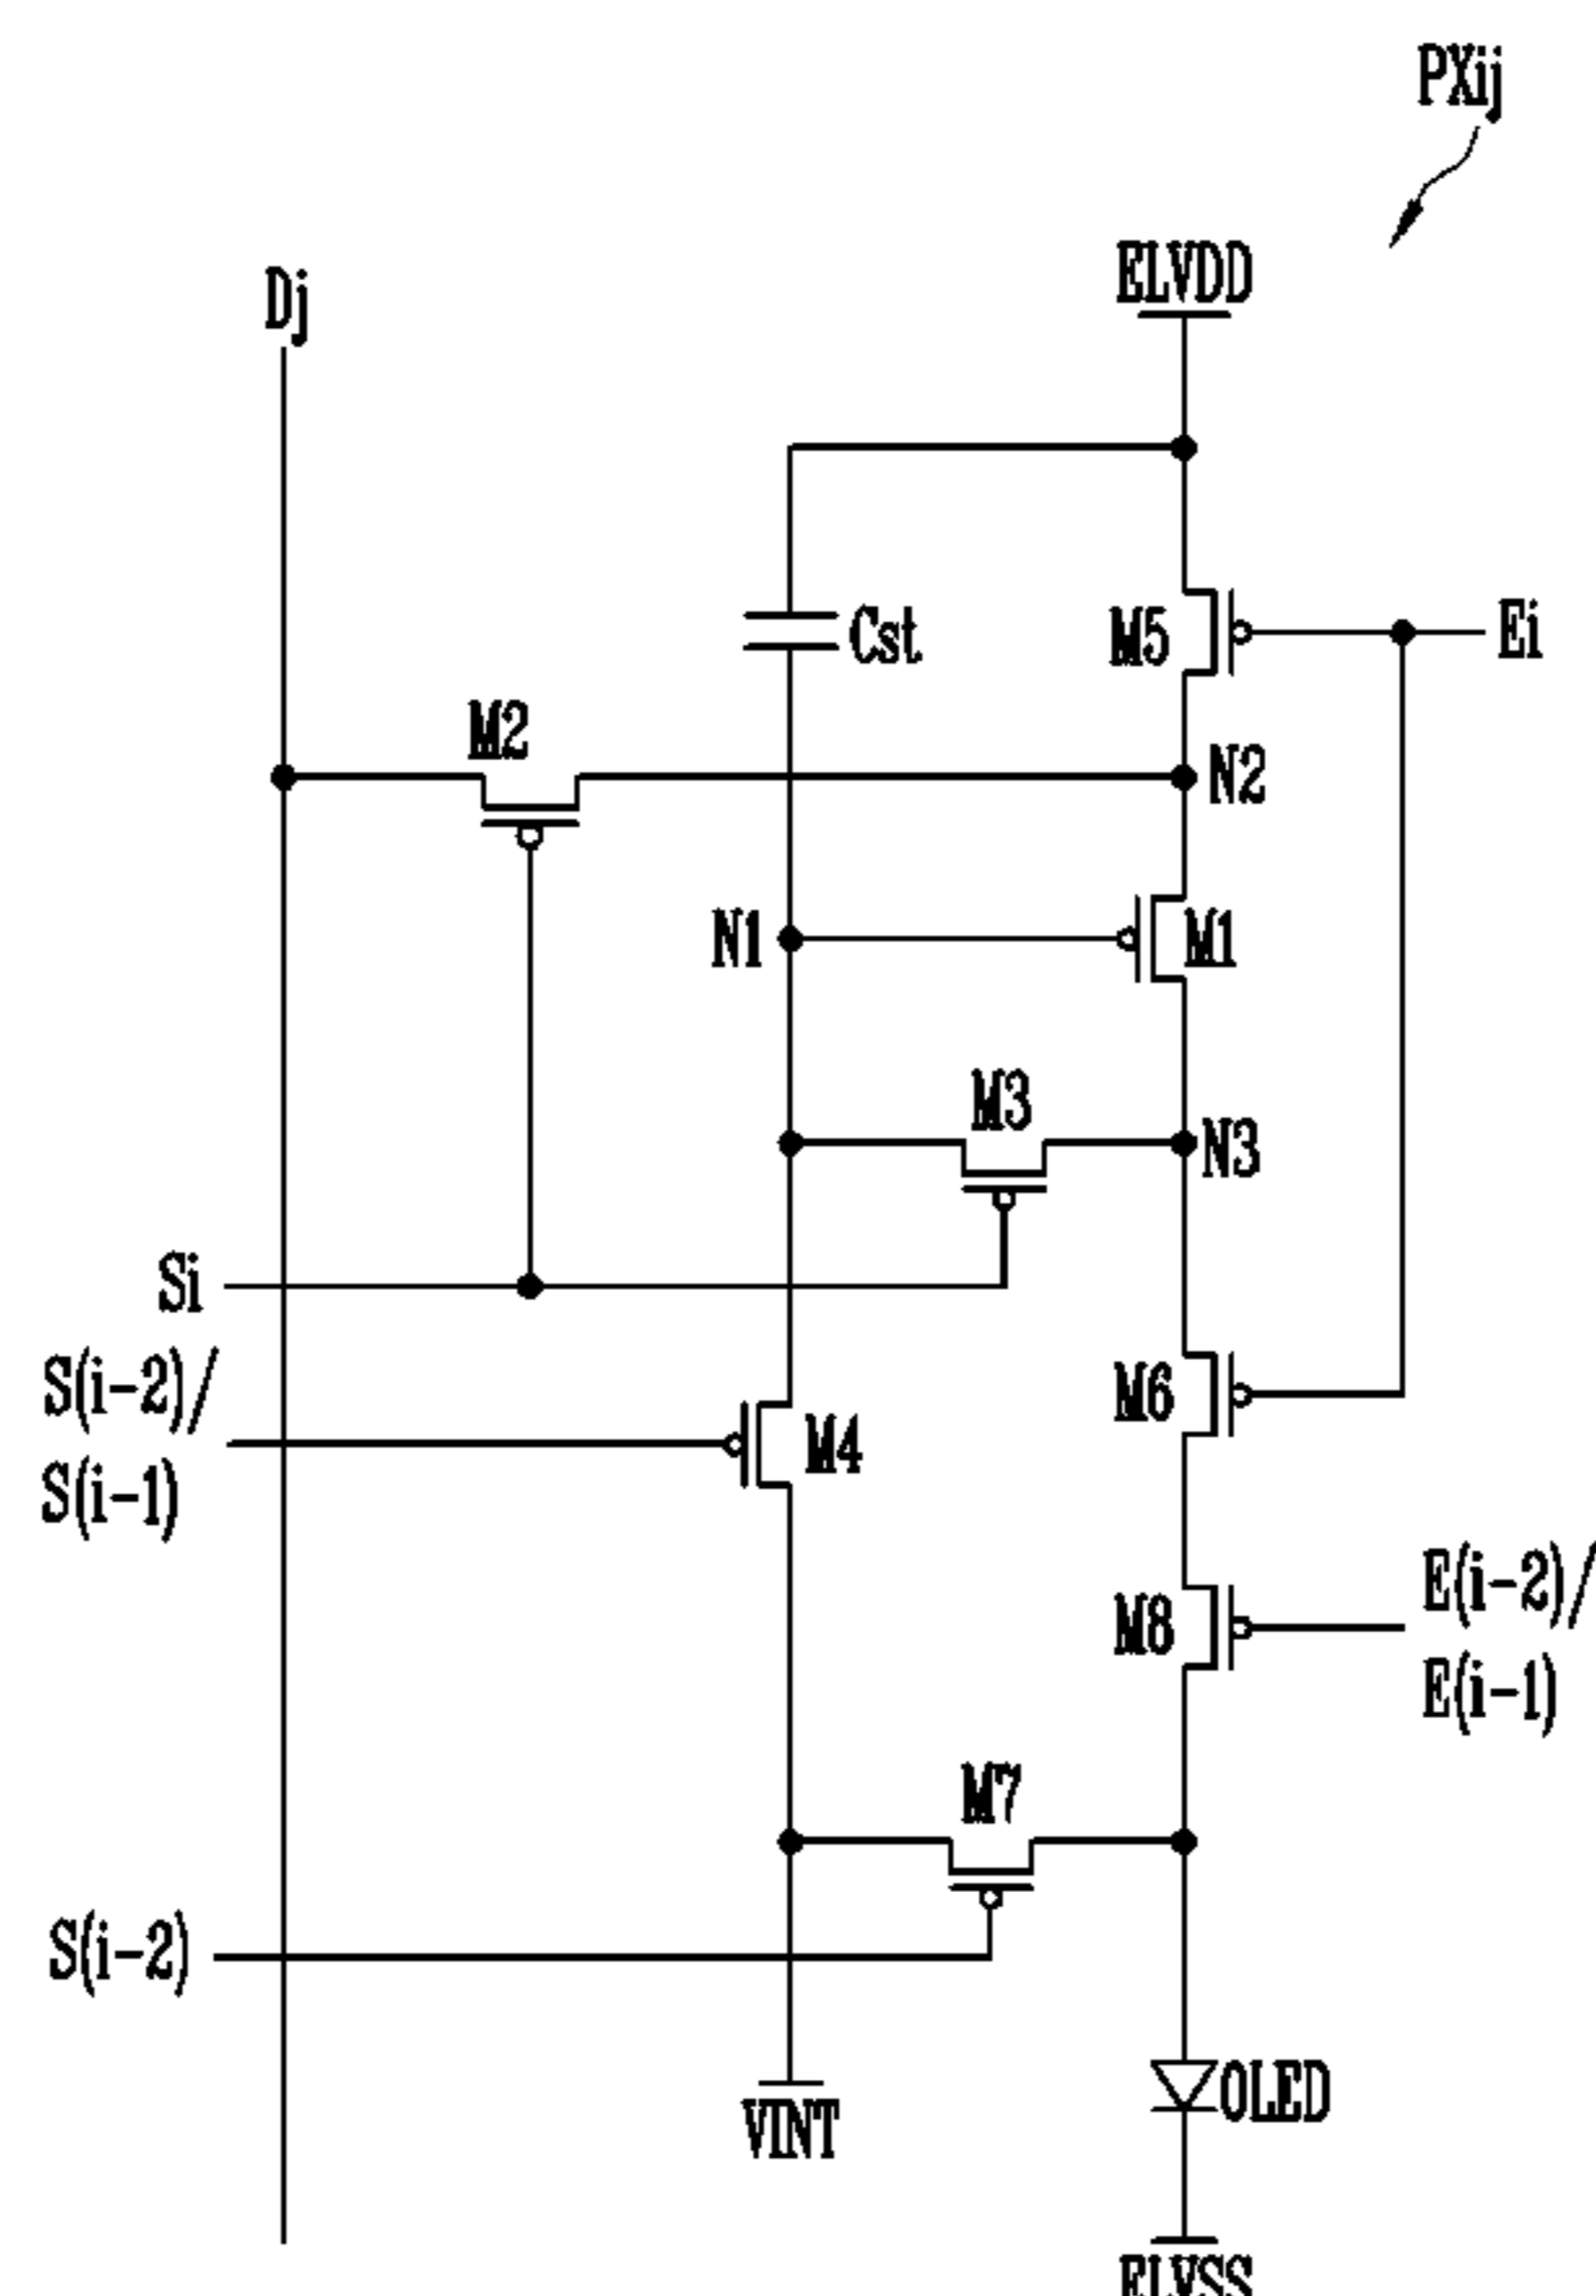 PXij
ELVDD
Dj
Cst
M5
Ei
M2
N2
N1
M1
M3
N3
Si
S(i-2)/
S(i-1)
M4
M6
M8
E(i-2)/
E(i-1)
M7
S(i-2)
OLED
VINT
ELVSS